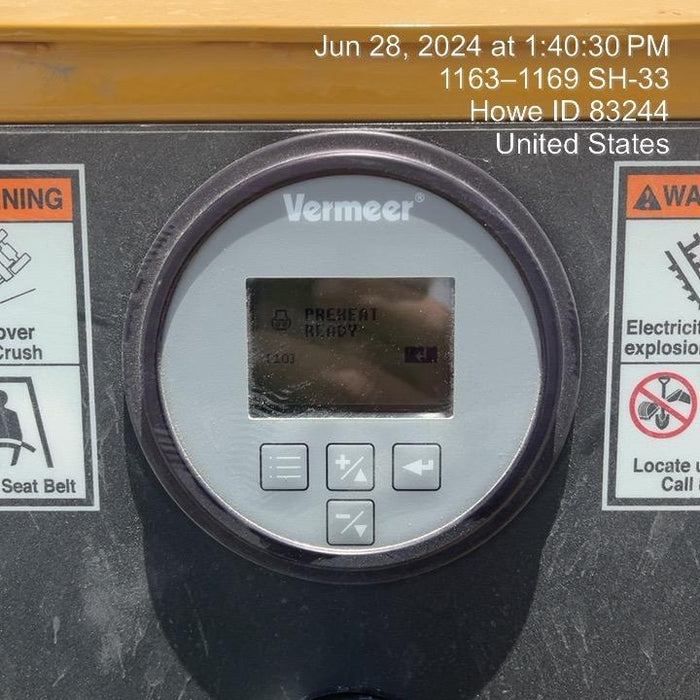 Jun 28, 2024 at 1:40:30 PM
1163–1169 SH-33
Howe ID 83244
United States
NING
over
Crush
Seat Belt
Vermeer®
PREHEAT
READY
[10]
WA
Electricit
explosion
Locate u
Call a